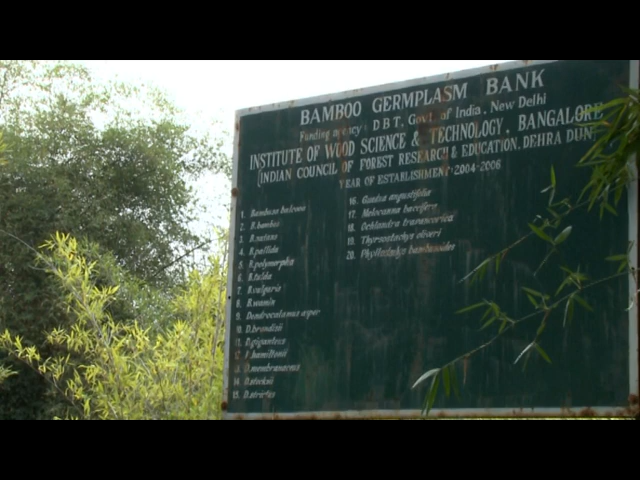 BAMBOO GERMPLASM BANK
Funding agency : D B T, Govt. of India, New Delhi
INSTITUTE OF WOOD SCIENCE & TECHNOLOGY, BANGALORE
(INDIAN COUNCIL OF FOREST RESEARCH & EDUCATION, DEHRA DUN)
YEAR OF ESTABLISHMENT: 2004-2006
1. Bambusa balcooa
2. B. bambos
3. B. nutans
4. B. pallida
5. B. polymorpha
6. B. tulda
7. B. vulgaris
8. B. wamin
9. Dendrocalamus asper
10. D. brandisii
11. D. giganteus
12. D. hamiltonii
13. D. membranaceus
14. D. stocksii
15. D. strictus
16. Guadua angustifolia
17. Melocanna baccifera
18. Ochlandra travancorica
19. Thyrsostachys oliveri
20. Phyllostachys bambusoides